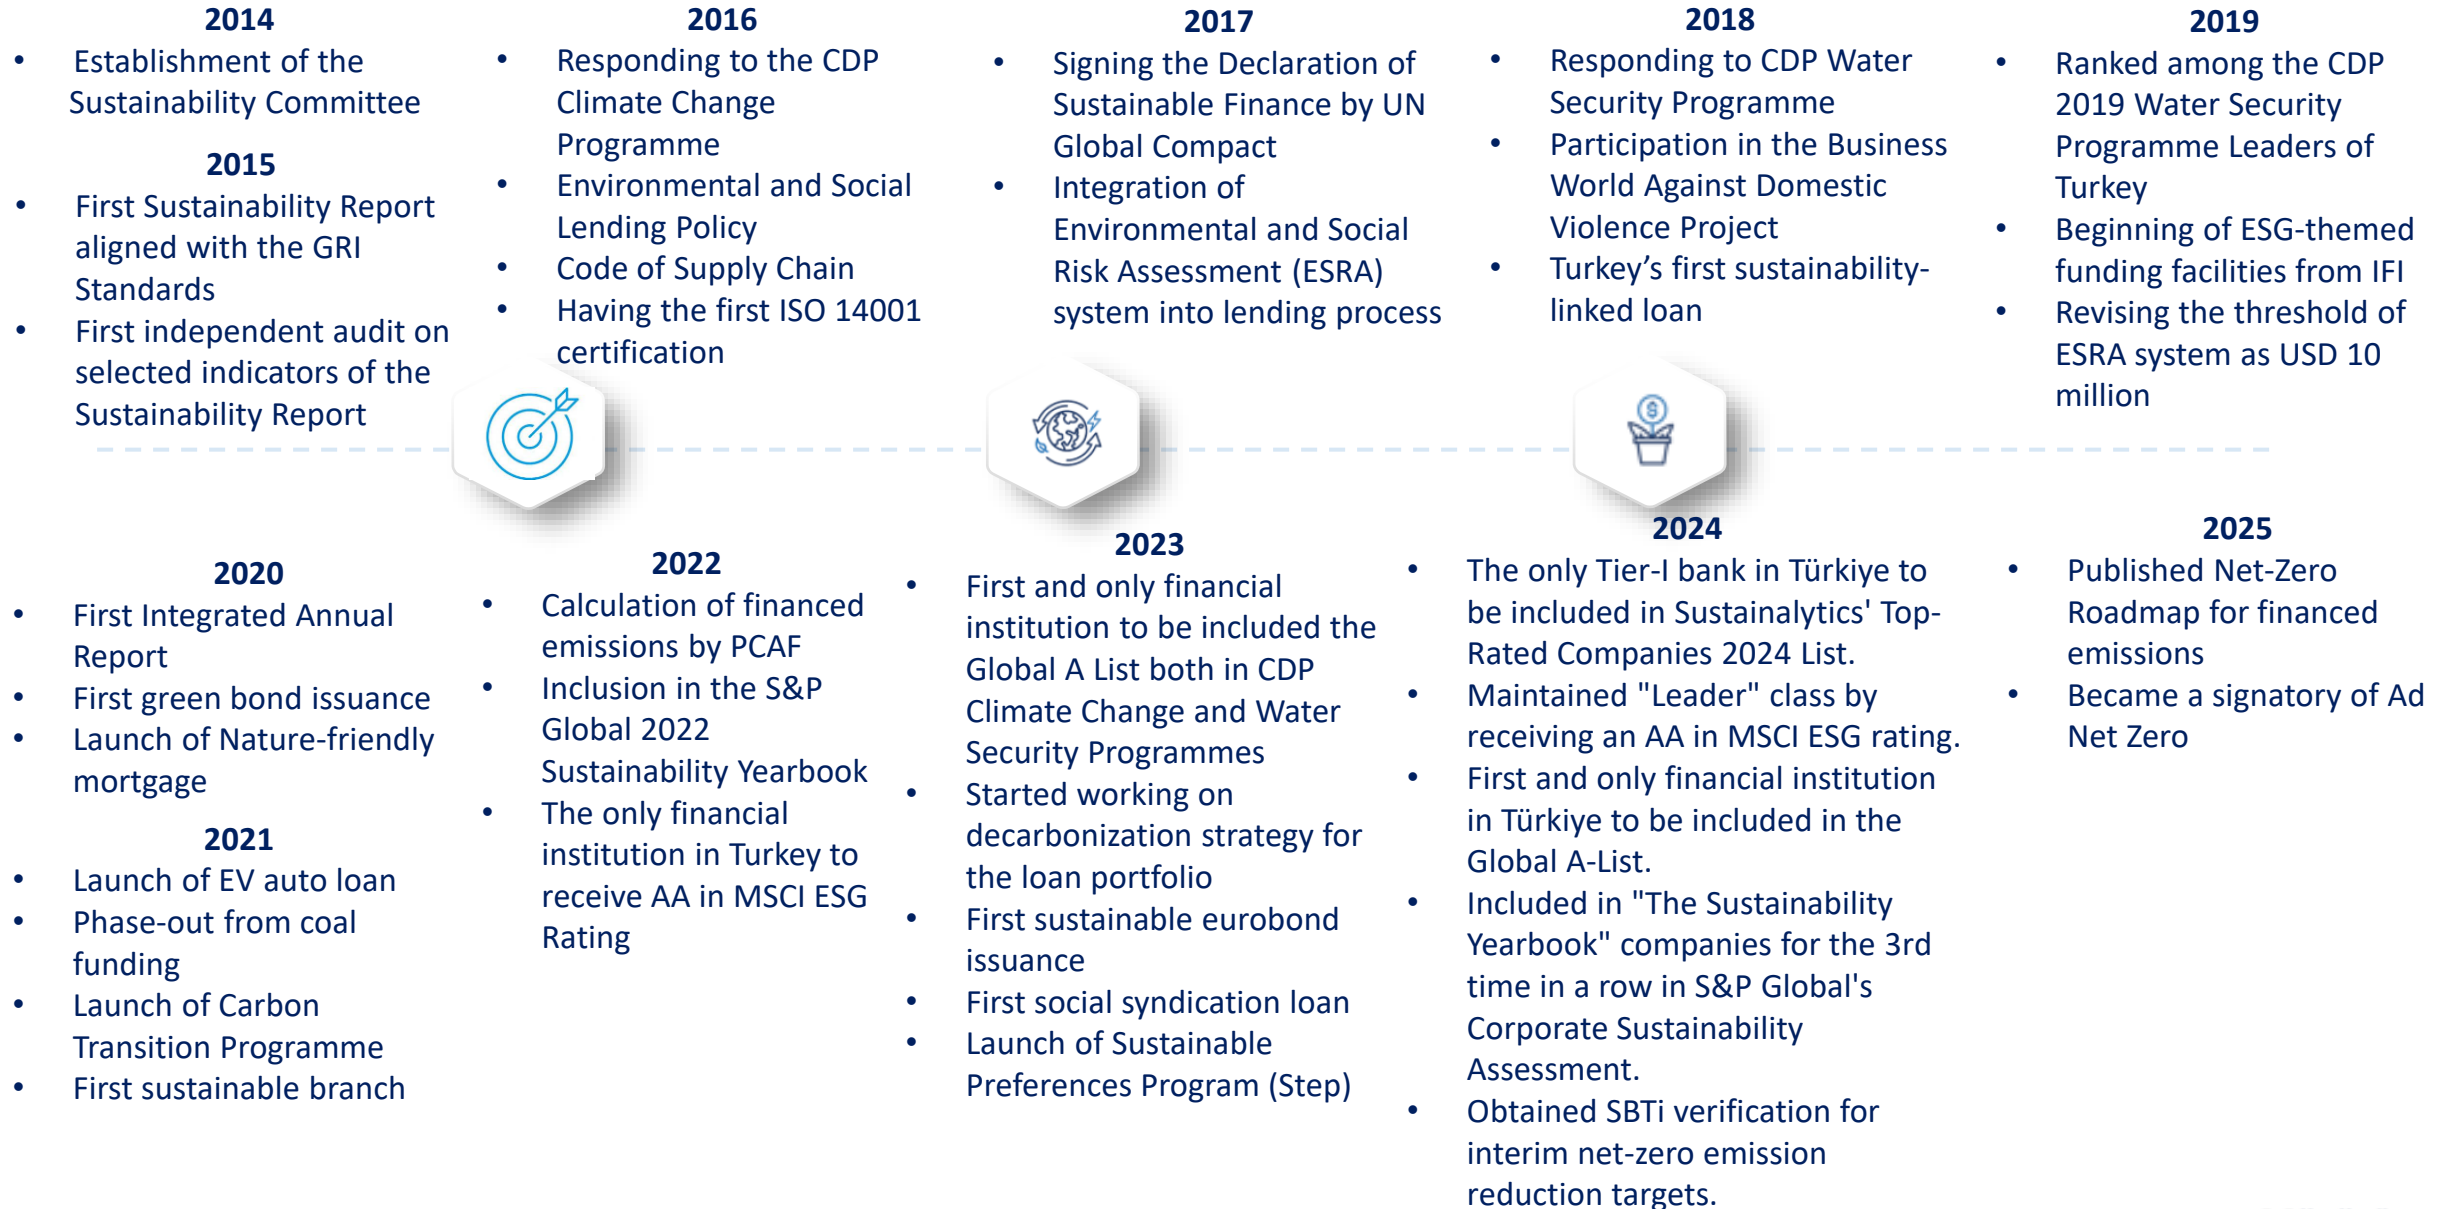 2014
• Establishment of the
Sustainability Committee
2015
• First Sustainability Report
aligned with the GRI
Standards
• First independent audit on
selected indicators of the
Sustainability Report
2016
• Responding to the CDP
Climate Change
Programme
• Environmental and Social
Lending Policy
• Code of Supply Chain
• Having the first ISO 14001
certification
2017
• Signing the Declaration of
Sustainable Finance by UN
Global Compact
• Integration of
Environmental and Social
Risk Assessment (ESRA)
system into lending process
2018
• Responding to CDP Water
Security Programme
• Participation in the Business
World Against Domestic
Violence Project
• Turkey’s first sustainability-
linked loan
2019
• Ranked among the CDP
2019 Water Security
Programme Leaders of
Turkey
• Beginning of ESG-themed
funding facilities from IFI
• Revising the threshold of
ESRA system as USD 10
million
2020
• First Integrated Annual
Report
• First green bond issuance
• Launch of Nature-friendly
mortgage
2021
• Launch of EV auto loan
• Phase-out from coal
funding
• Launch of Carbon
Transition Programme
• First sustainable branch
2022
• Calculation of financed
emissions by PCAF
• Inclusion in the S&P
Global 2022
Sustainability Yearbook
• The only financial
institution in Turkey to
receive AA in MSCI ESG
Rating
2023
• First and only financial
institution to be included the
Global A List both in CDP
Climate Change and Water
Security Programmes
• Started working on
decarbonization strategy for
the loan portfolio
• First sustainable eurobond
issuance
• First social syndication loan
• Launch of Sustainable
Preferences Program (Step)
2024
• The only Tier-I bank in Türkiye to
be included in Sustainalytics' Top-
Rated Companies 2024 List.
• Maintained "Leader" class by
receiving an AA in MSCI ESG rating.
• First and only financial institution
in Türkiye to be included in the
Global A-List.
• Included in "The Sustainability
Yearbook" companies for the 3rd
time in a row in S&P Global's
Corporate Sustainability
Assessment.
• Obtained SBTi verification for
interim net-zero emission
reduction targets.
2025
• Published Net-Zero
Roadmap for financed
emissions
• Became a signatory of Ad
Net Zero